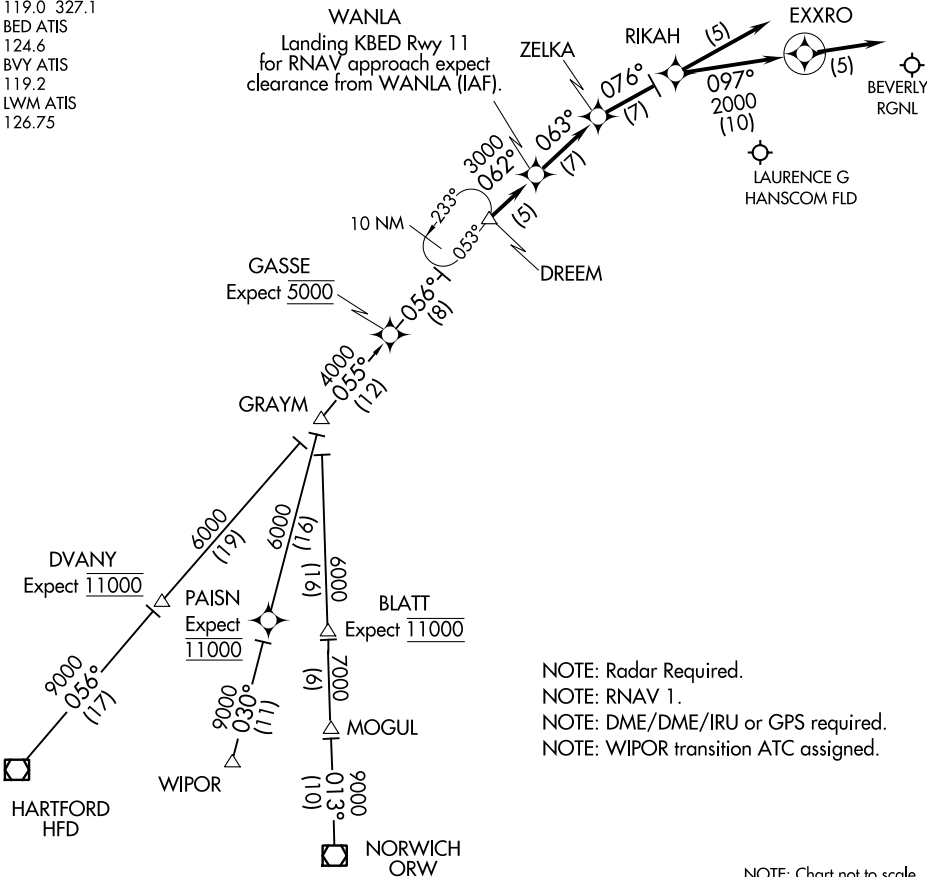 119.0 327.1
BED ATIS
124.6
BVY ATIS
119.2
LWM ATIS
126.75
WANLA
Landing KBED Rwy 11
for RNAV approach expect
clearance from WANLA (IAF).
ZELKA
RIKAH
EXXRO
(5)
(5)
097°
2000
(10)
BEVERLY
RGNL
LAURENCE G
HANSCOM FLD
076°
(7)
063°
(7)
3000
062°
(5)
233°
053°
10 NM
DREEM
GASSE
Expect 5000
056°
(8)
4000
055°
(12)
GRAYM
6000
(19)
6000
(16)
6000
(16)
DVANY
Expect 11000
PAISN
Expect
11000
BLATT
Expect 11000
9000
056°
(17)
9000
030°
(11)
7000
(6)
MOGUL
WIPOR
9000
013°
(10)
HARTFORD
HFD
NORWICH
ORW
NOTE: Radar Required.
NOTE: RNAV 1.
NOTE: DME/DME/IRU or GPS required.
NOTE: WIPOR transition ATC assigned.
NOTE: Chart not to scale